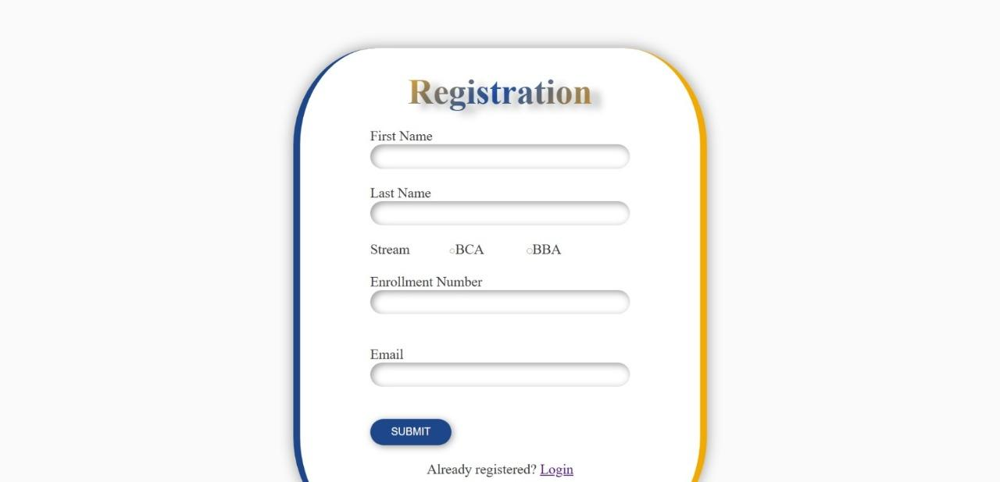 Registration
First Name
Last Name
Stream BCA BBA
Enrollment Number
Email
SUBMIT
Already registered? Login